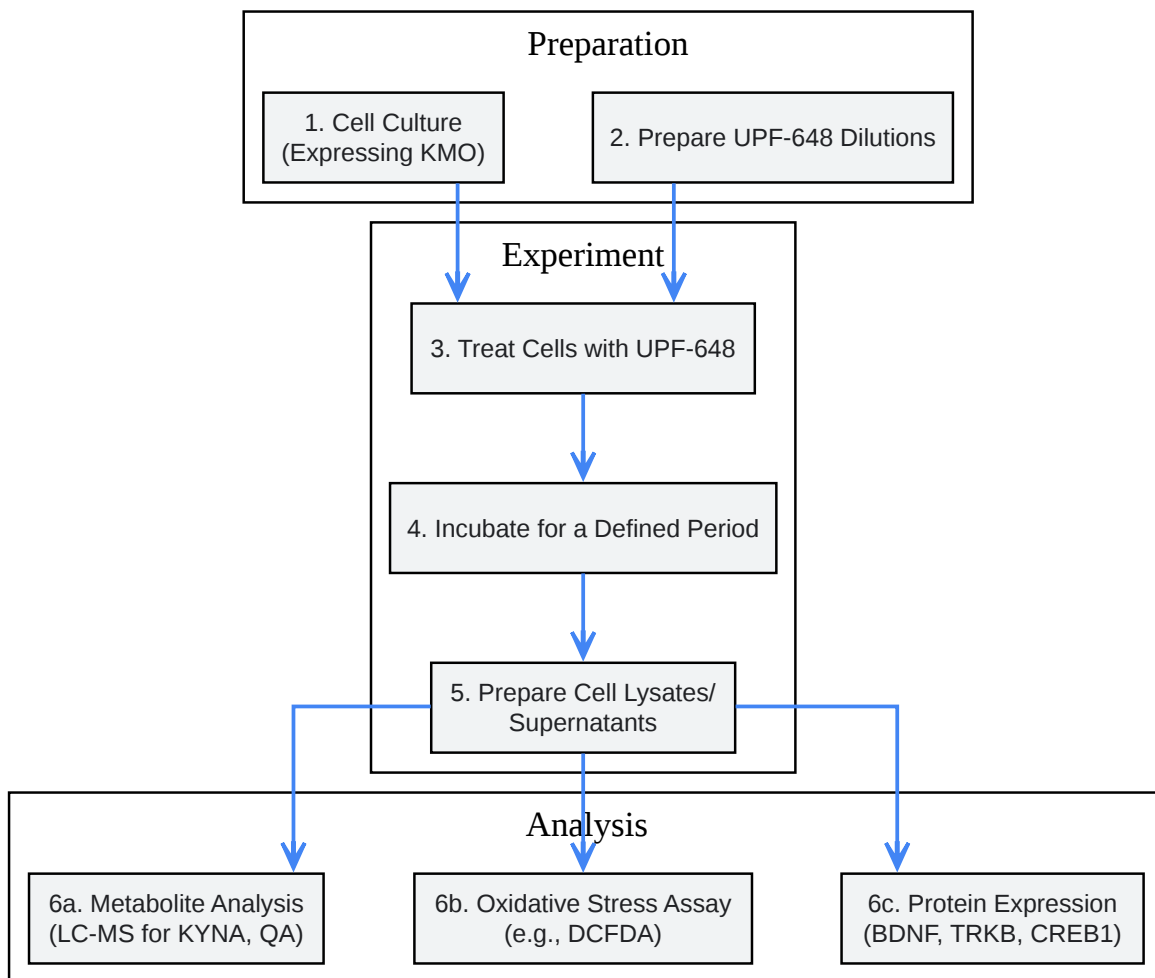 Preparation
1. Cell Culture
(Expressing KMO)
2. Prepare UPF-648 Dilutions
Experiment
3. Treat Cells with UPF-648
4. Incubate for a Defined Period
5. Prepare Cell Lysates/
Supernatants
Analysis
6a. Metabolite Analysis
(LC-MS for KYNA, QA)
6b. Oxidative Stress Assay
(e.g., DCFDA)
6c. Protein Expression
(BDNF, TRKB, CREB1)